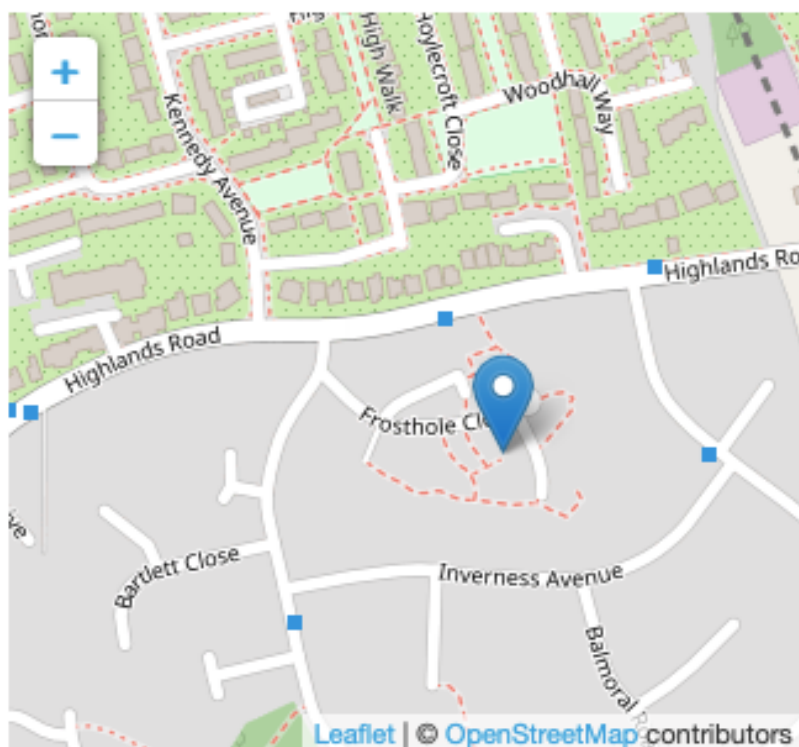 +
−
High Walk
Hoylecroft Close
Woodhall Way
Kennedy Avenue
Highlands Ro
Highlands Road
Frosthole Clo
Bartlett Close
Inverness Avenue
Balmoral R
Leaflet | © OpenStreetMap contributors